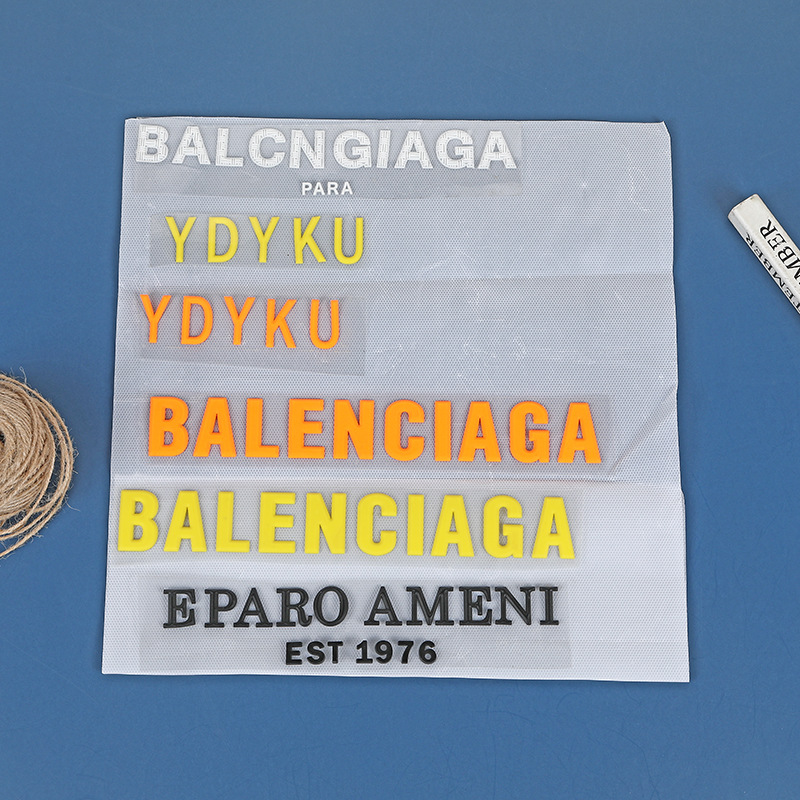 BALCNGIAGA
PARA
YDYKU
YDYKU
BALENCIAGA
BALENCIAGA
EPARO AMENI
EST 1976